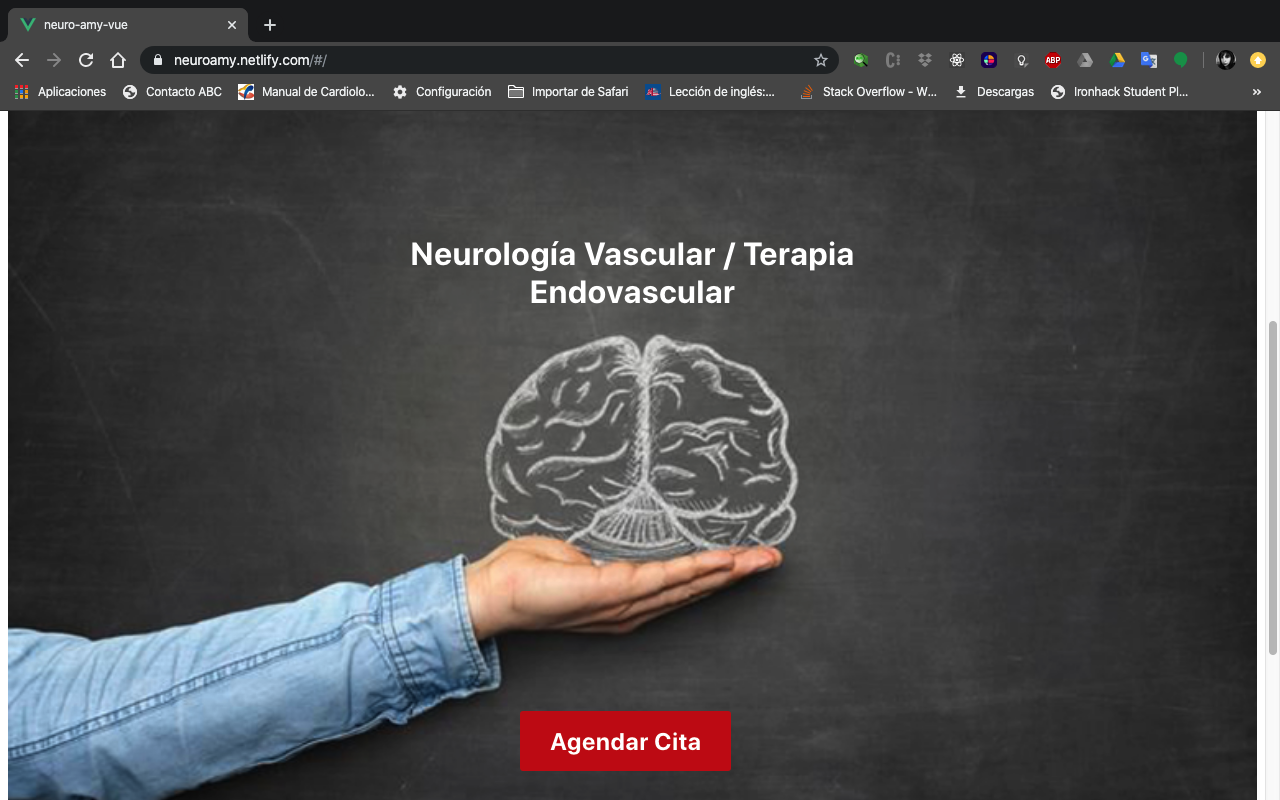 neuro-amy-vue
neuroamy.netlify.com/#/
ABP
Aplicaciones Contacto ABC Manual de Cardiolo... Configuración Importar de Safari Lección de inglés:... Stack Overflow - W... Descargas Ironhack Student Pl... »
Neurología Vascular / Terapia
Endovascular
Agendar Cita